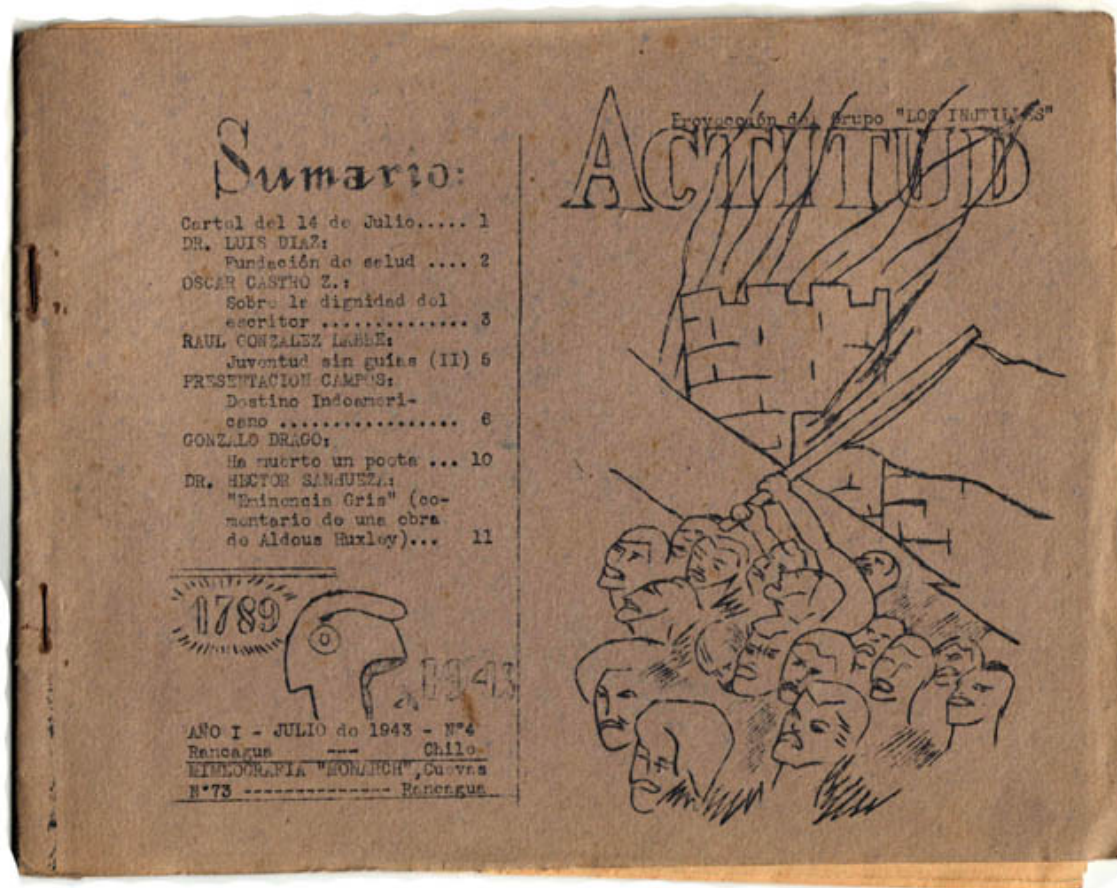 Sumario:
Cartel del 14 de Julio..... 1
DR. LUIS DIAZ:
Fundación de salud .... 2
OSCAR CASTRO Z.:
Sobre la dignidad del
escritor .............. 3
RAUL GONZALEZ LABBE:
Juventud sin guías (II) 5
PRESENTACION CAMPOS:
Destino Indoameri-
cano ................. 6
GONZALO DRAGO:
Ha muerto un poeta ... 10
DR. HECTOR SANHUEZA:
"Eminencia Gris" (co-
mentario de una obra
de Aldous Huxley)... 11
1789
a 1943
AÑO I - JULIO de 1943 - N°4
Rancagua --- Chile
MIMEOGRAFIA "MONARCH", Cuevas
N°73 -------------- Rancagua
Proyección del Grupo "LOS INUTILES"
ACTITUD